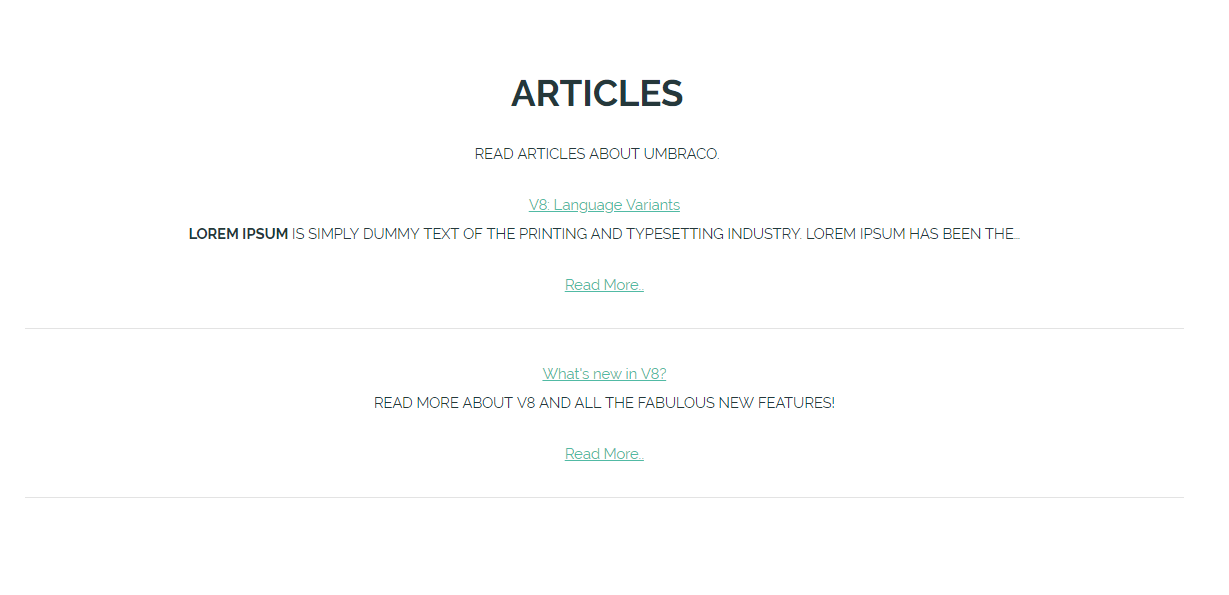 ARTICLES
READ ARTICLES ABOUT UMBRACO.
V8: Language Variants
LOREM IPSUM IS SIMPLY DUMMY TEXT OF THE PRINTING AND TYPESETTING INDUSTRY. LOREM IPSUM HAS BEEN THE…
Read More..
What's new in V8?
READ MORE ABOUT V8 AND ALL THE FABULOUS NEW FEATURES!
Read More..